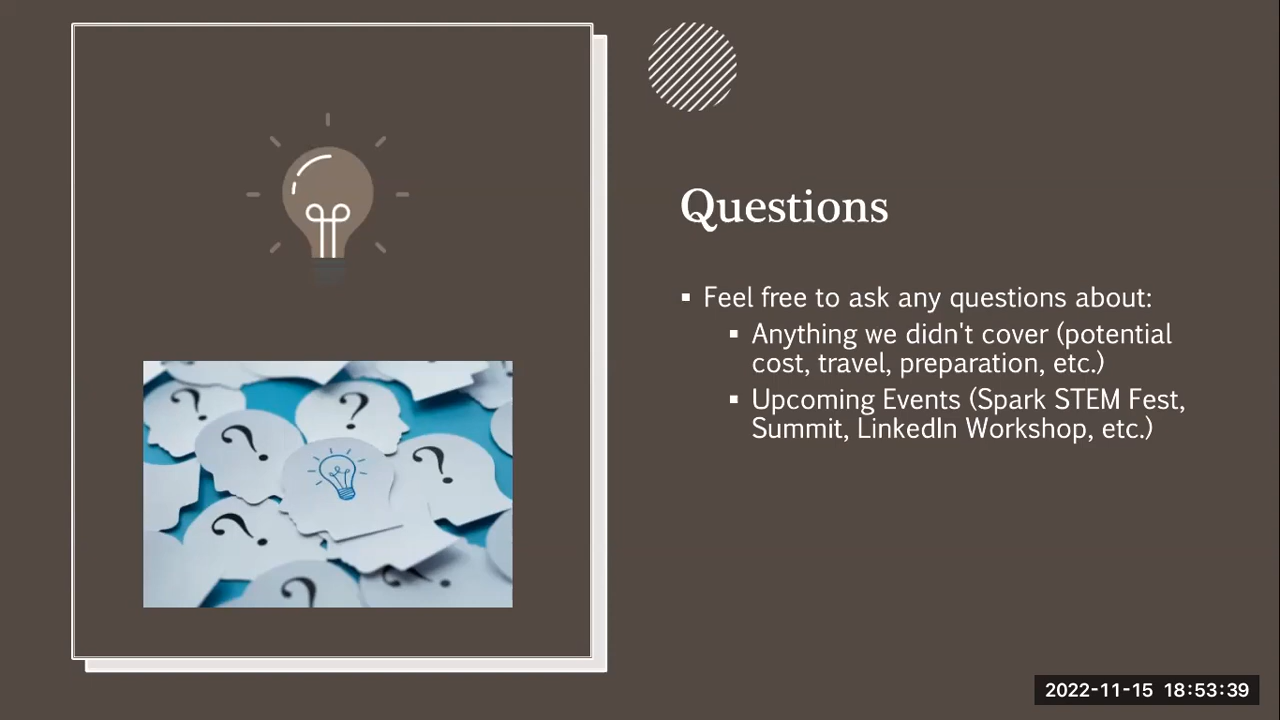 Questions
▪ Feel free to ask any questions about:
▪ Anything we didn't cover (potential
cost, travel, preparation, etc.)
▪ Upcoming Events (Spark STEM Fest,
Summit, LinkedIn Workshop, etc.)
? ? ? ? ? ? ?
2022-11-15 18:53:39